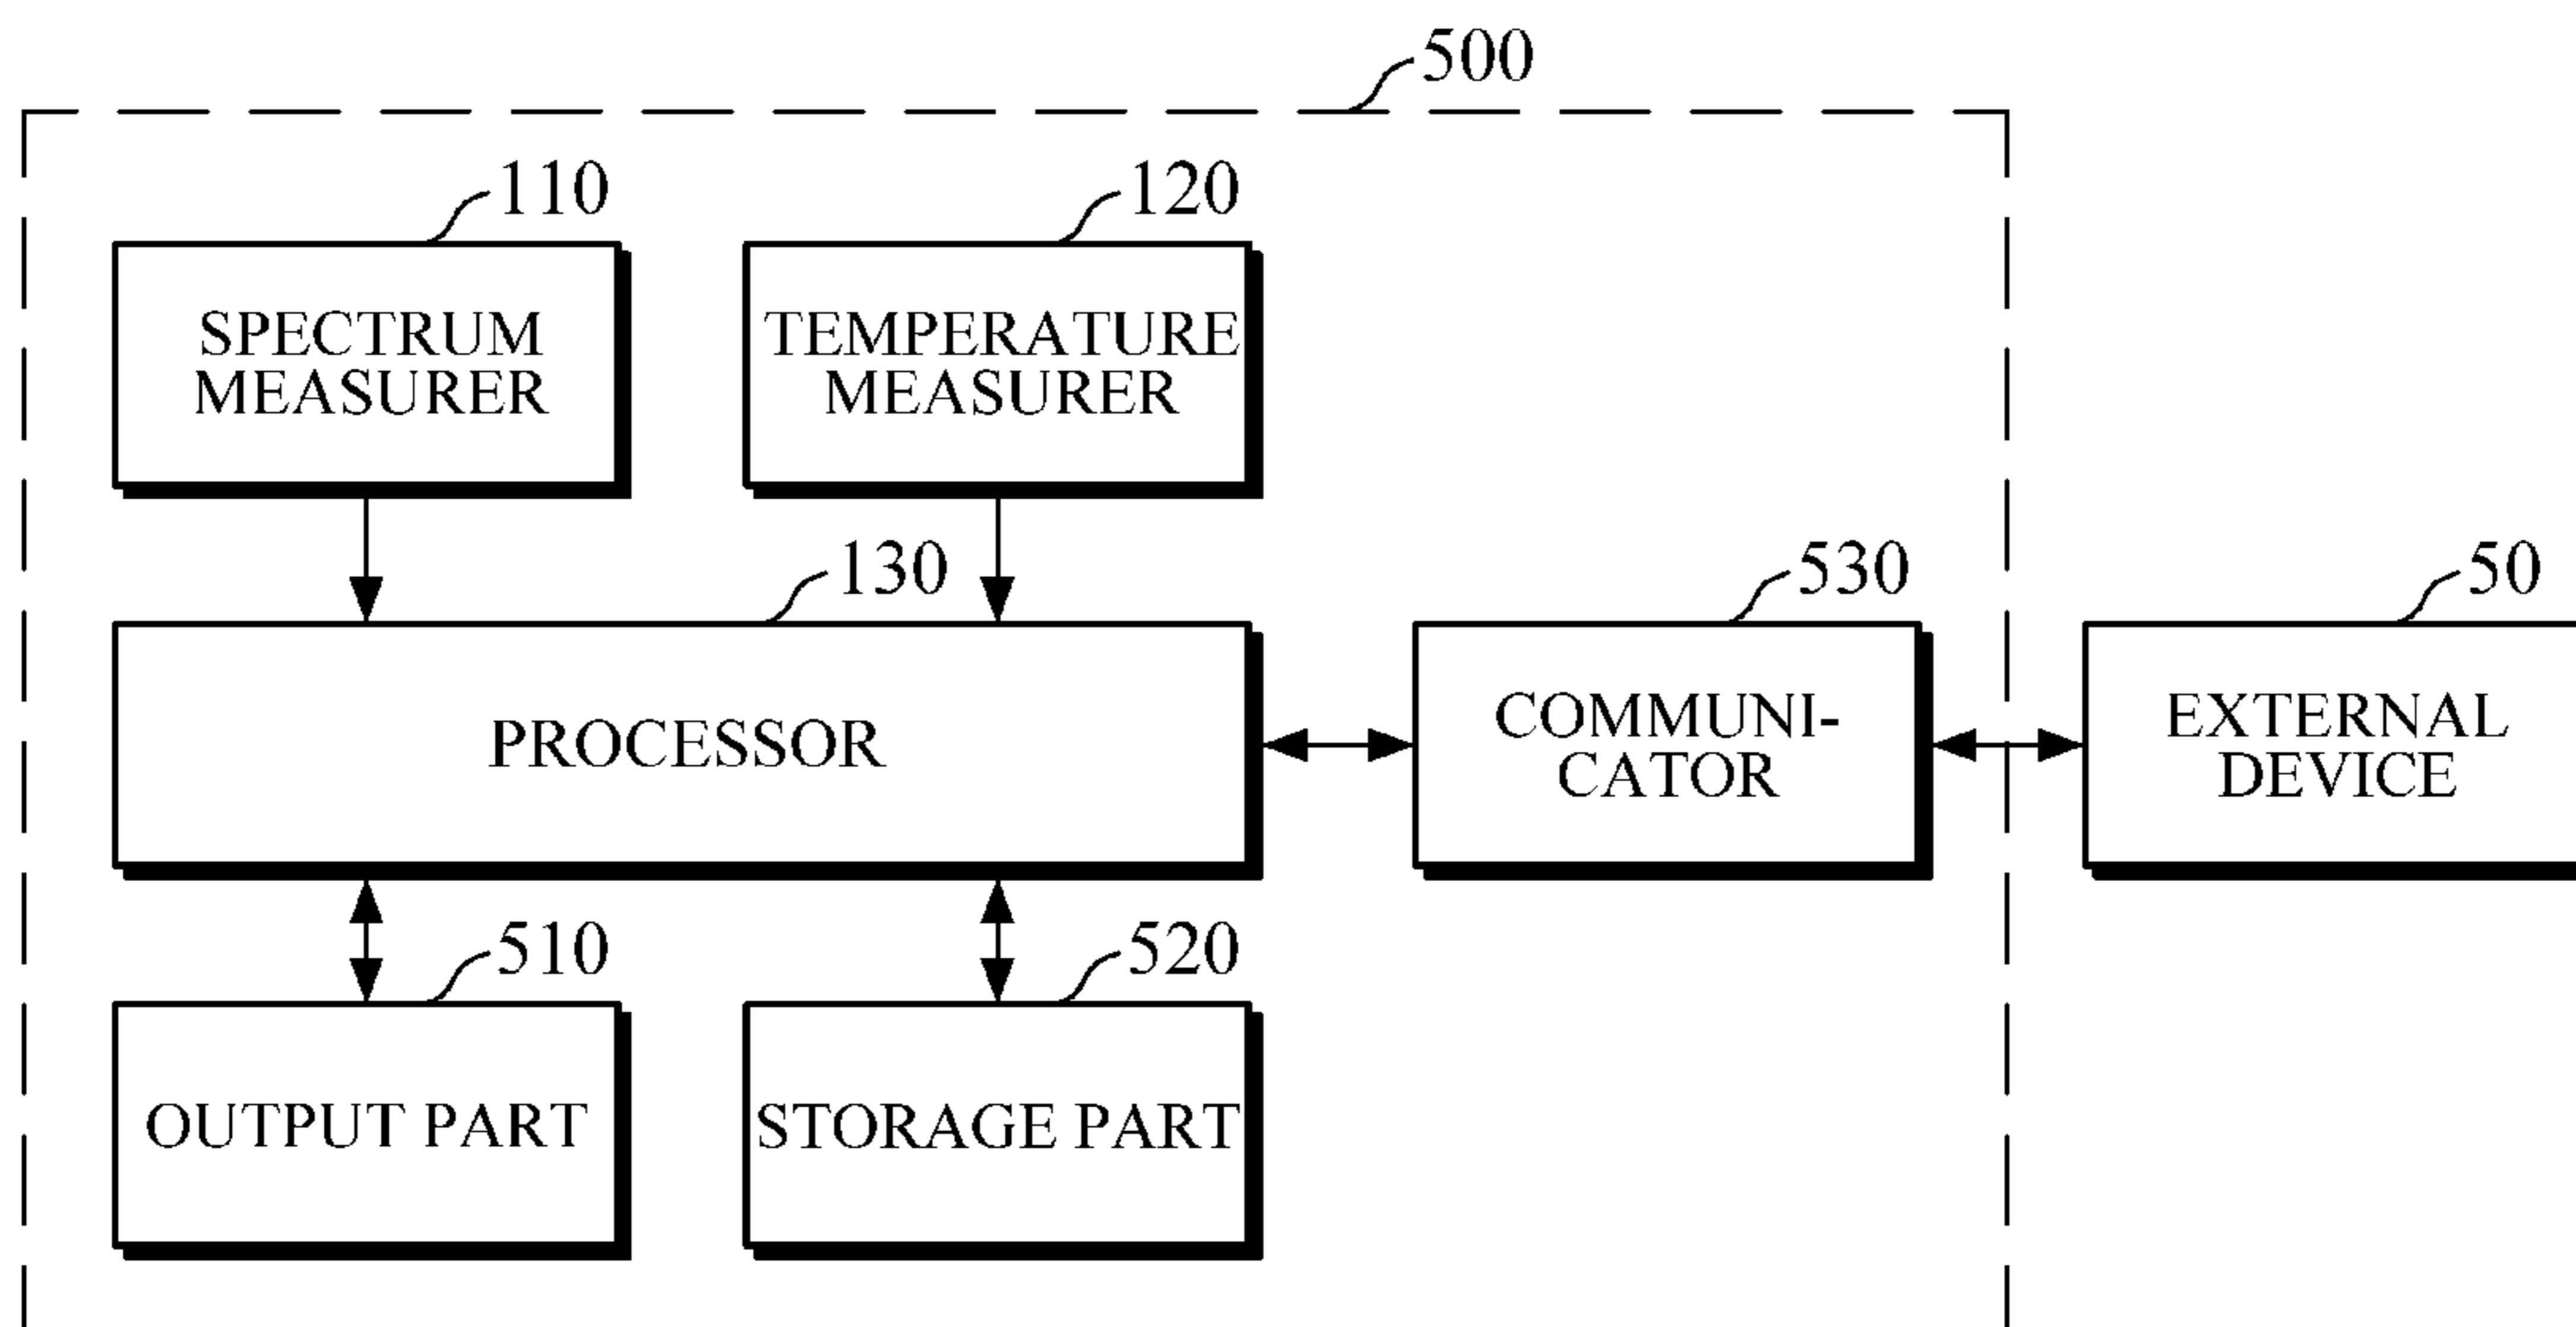 500
110
120
SPECTRUM
MEASURER
TEMPERATURE
MEASURER
130
530
50
PROCESSOR
COMMUNI-
CATOR
EXTERNAL
DEVICE
510
520
OUTPUT PART
STORAGE PART